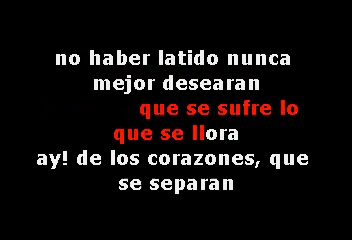 no haber latido nunca
mejor desearan
que se sufre lo
que se llora
ay! de los corazones, que
se separan